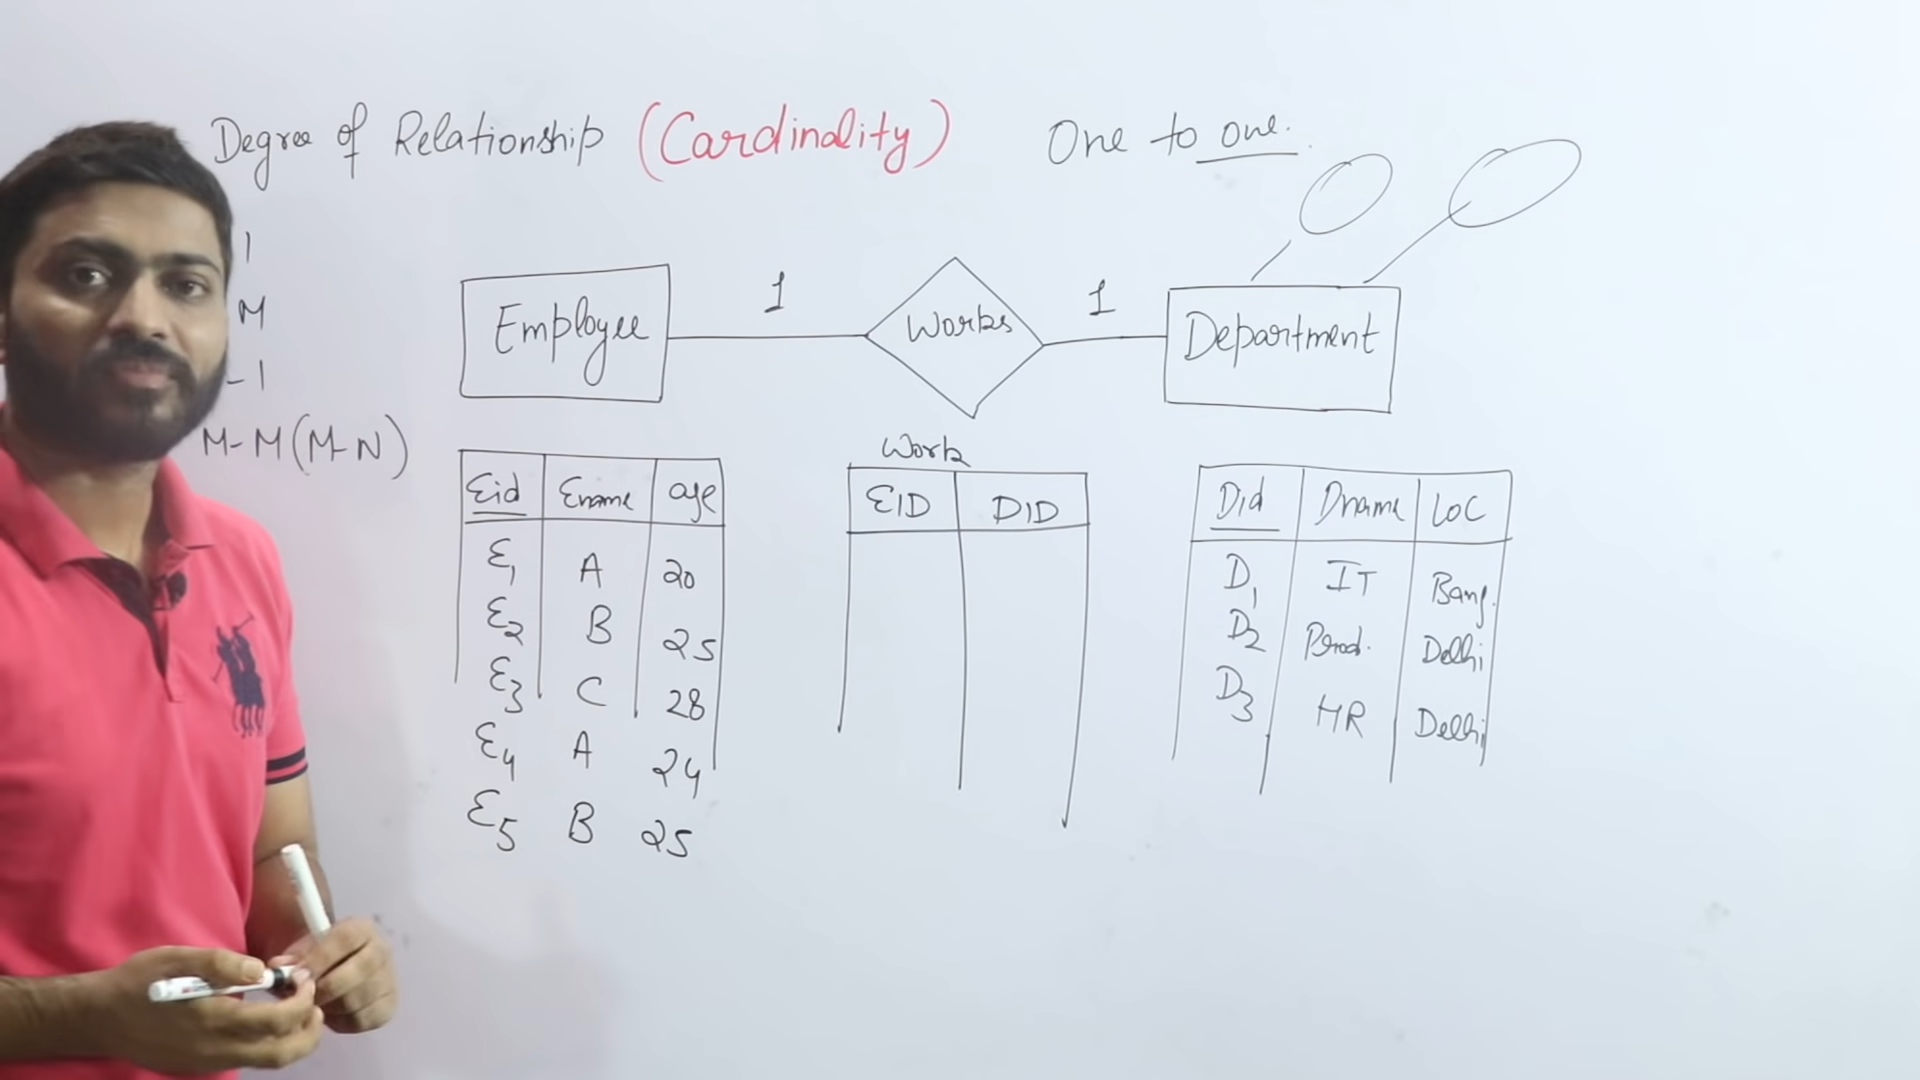 Degree of Relationship (Cardinality) One to one.
1
M
-1
M-M (M-N)
Employee 1 Works 1 Department
Work
Eid Ename age
E1 A 20
E2 B 25
E3 C 28
E4 A 24
E5 B 25
EID DID
Did Dname LOC
D1 IT Bang.
D2 Prod. Delhi
D3 HR Delhi